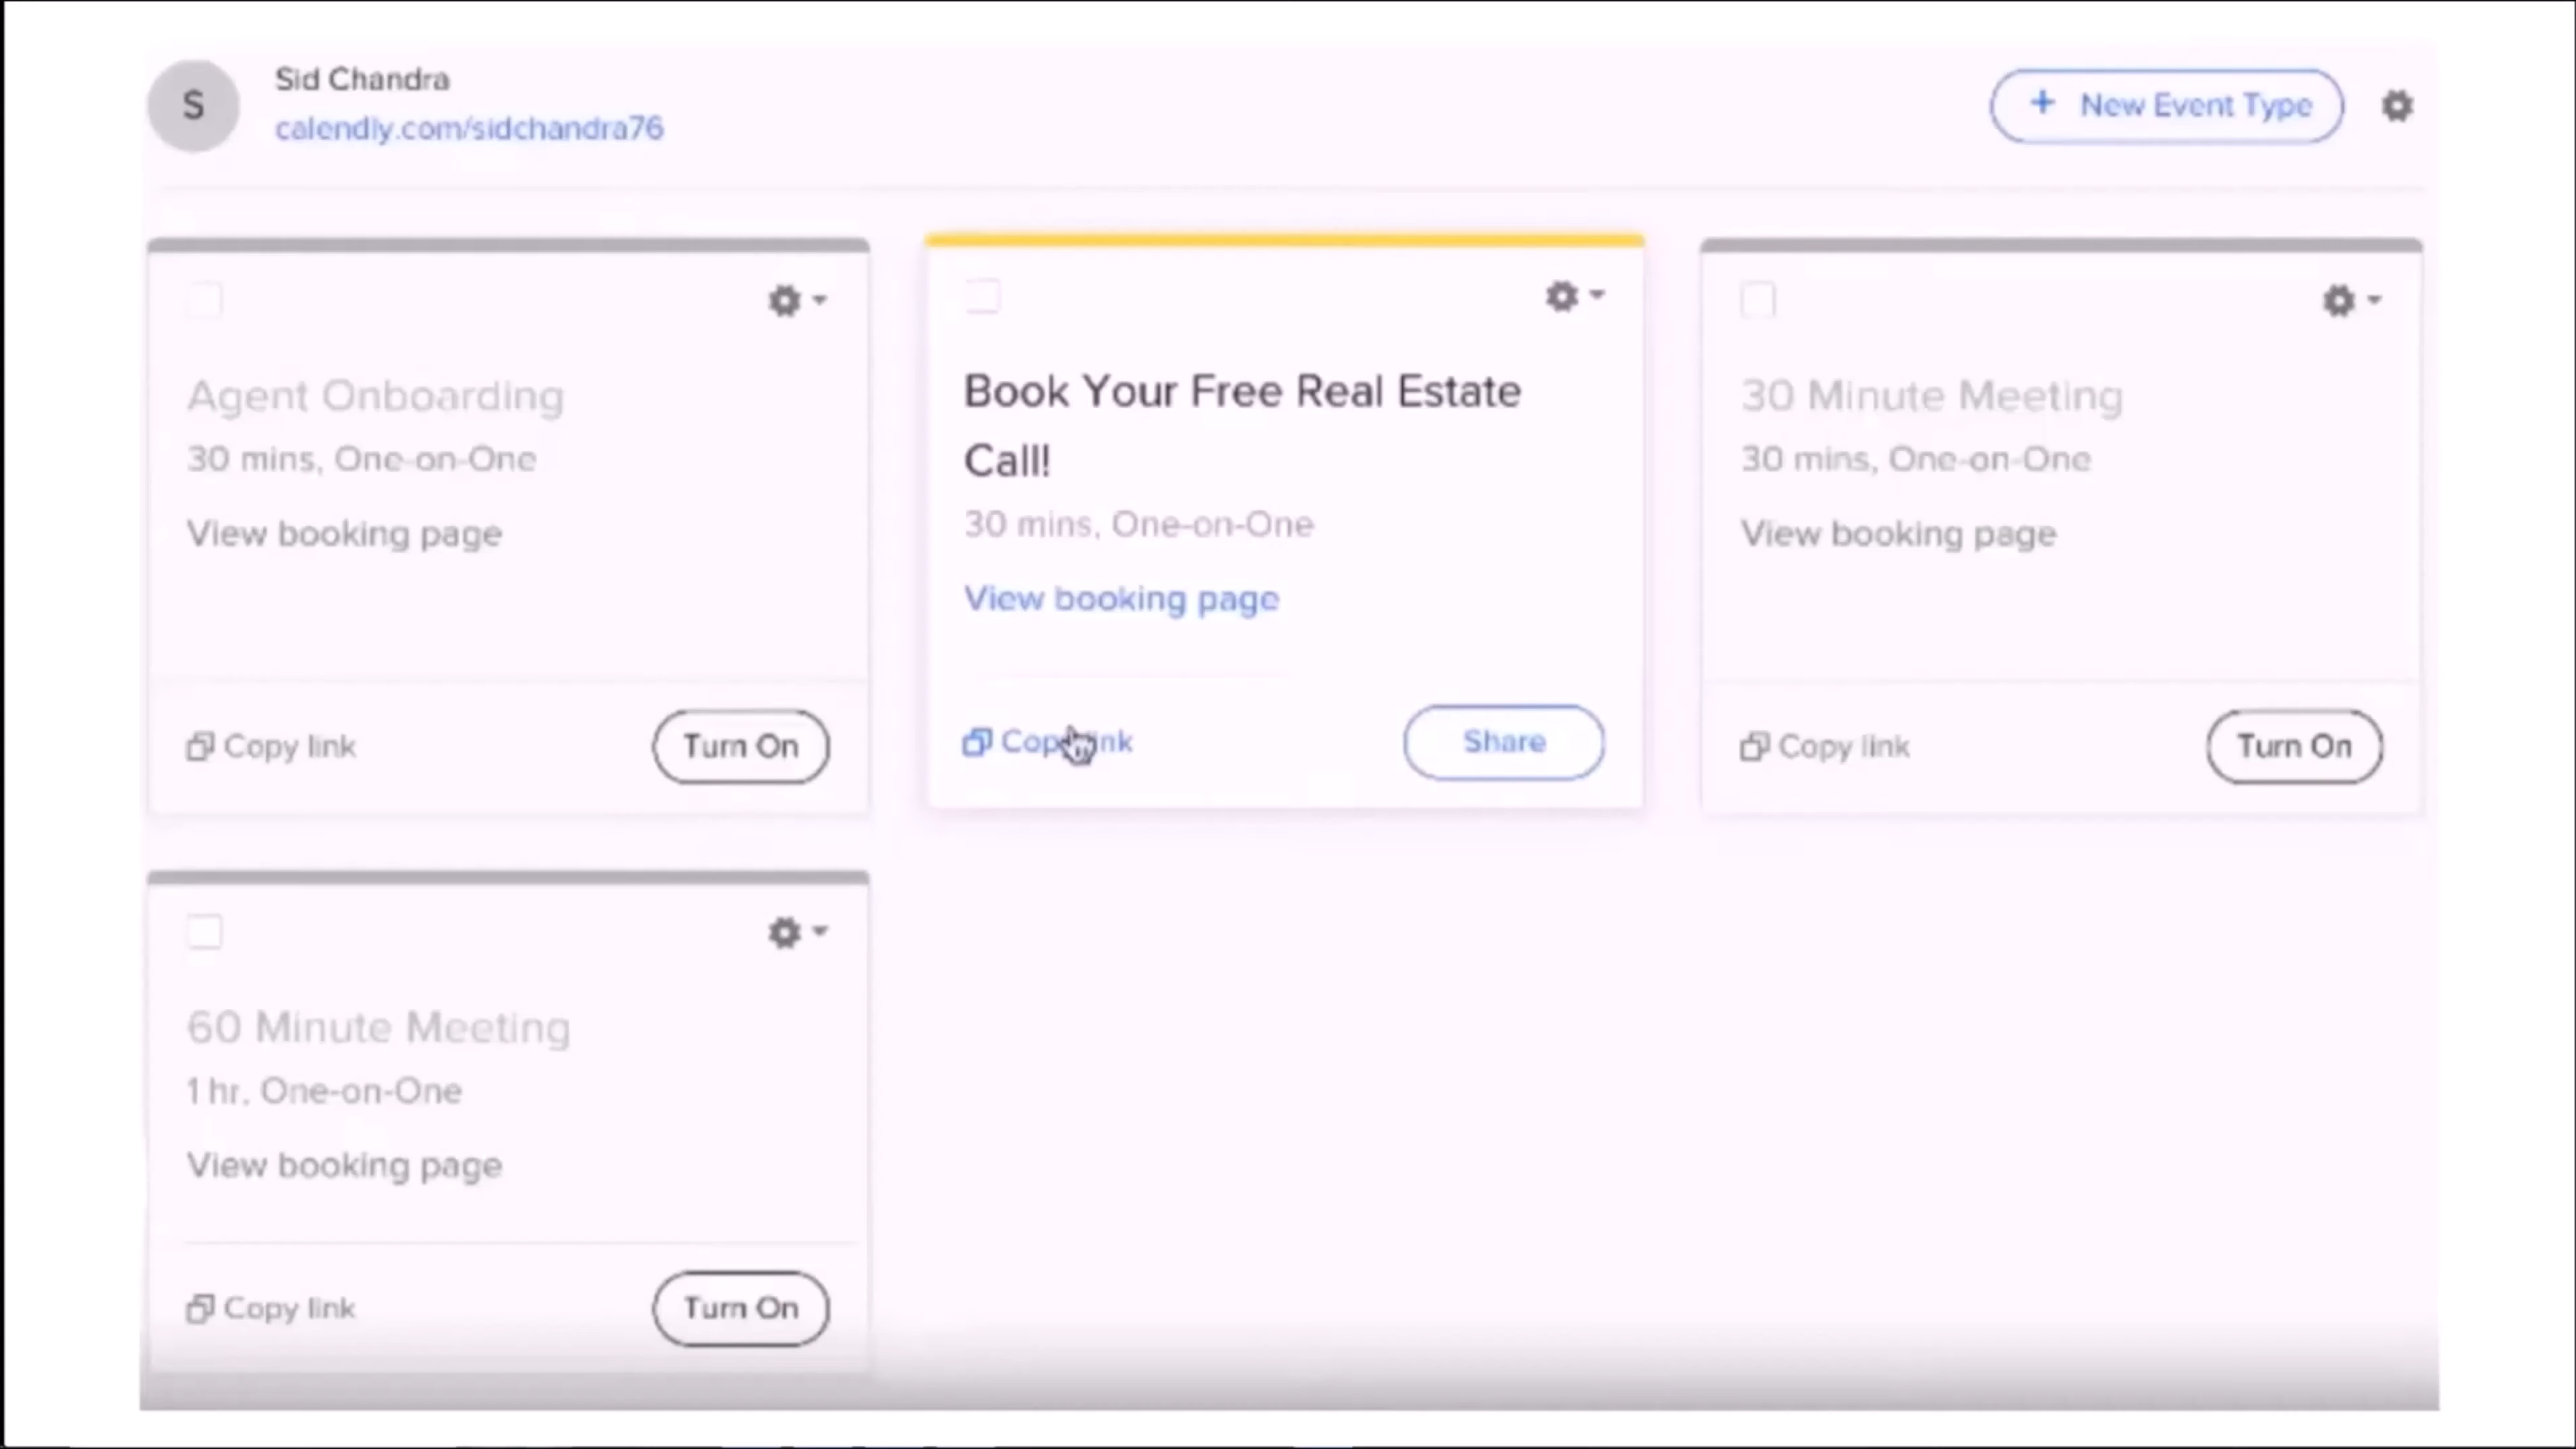 S
Sid Chandra
calendly.com/sidchandra76
+ New Event Type
Agent Onboarding
30 mins, One-on-One
View booking page
Copy link
Turn On
Book Your Free Real Estate
Call!
30 mins, One-on-One
View booking page
Copy link
Share
30 Minute Meeting
30 mins, One-on-One
View booking page
Copy link
Turn On
60 Minute Meeting
1 hr, One-on-One
View booking page
Copy link
Turn On